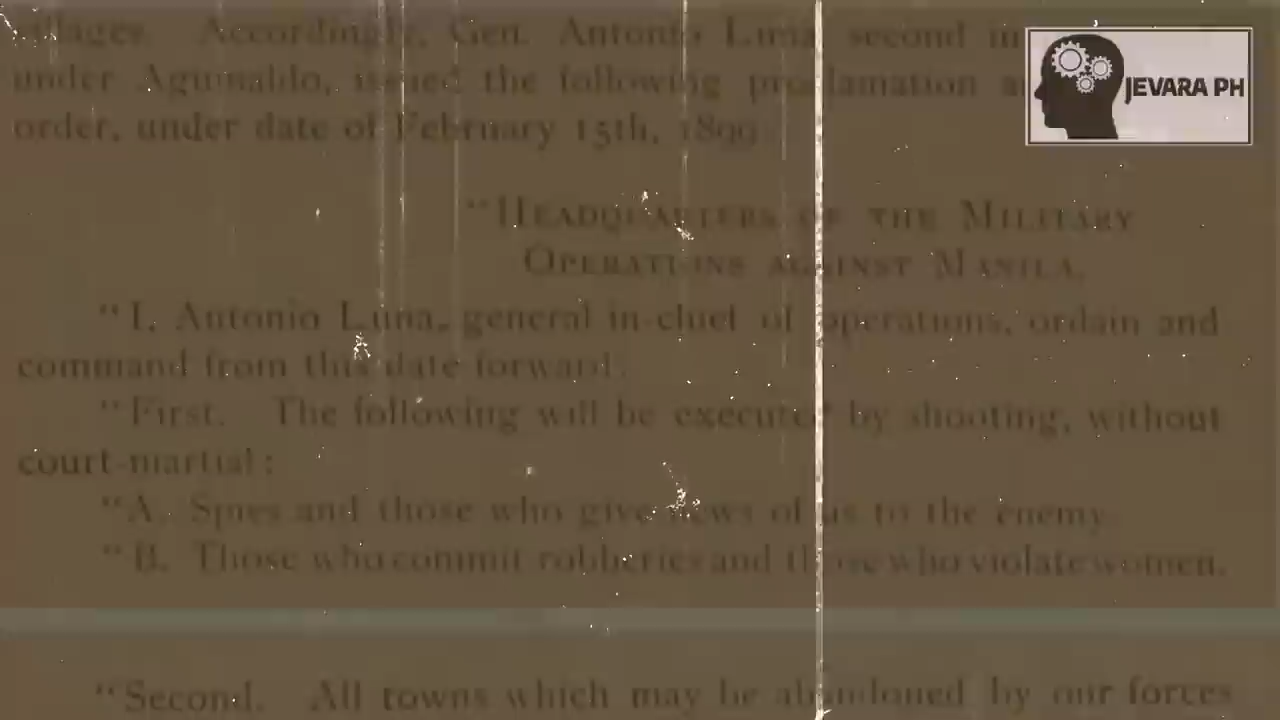 villages. Accordingly, Gen. Antonio Luna, second in
under Aguinaldo, issued the following proclamation
order, under date of February 15th, 1899.
JEVARA PH
"HEADQUARTERS OF THE MILITARY
OPERATIONS AGAINST MANILA.
"I, Antonio Luna, general in-chief of operations, ordain and
command from this date forward:
"First. The following will be executed by shooting, without
court-martial:
"A. Spies and those who give news of us to the enemy.
"B. Those who commit robberies and those who violate women.
"Second. All towns which may be abandoned by our forces